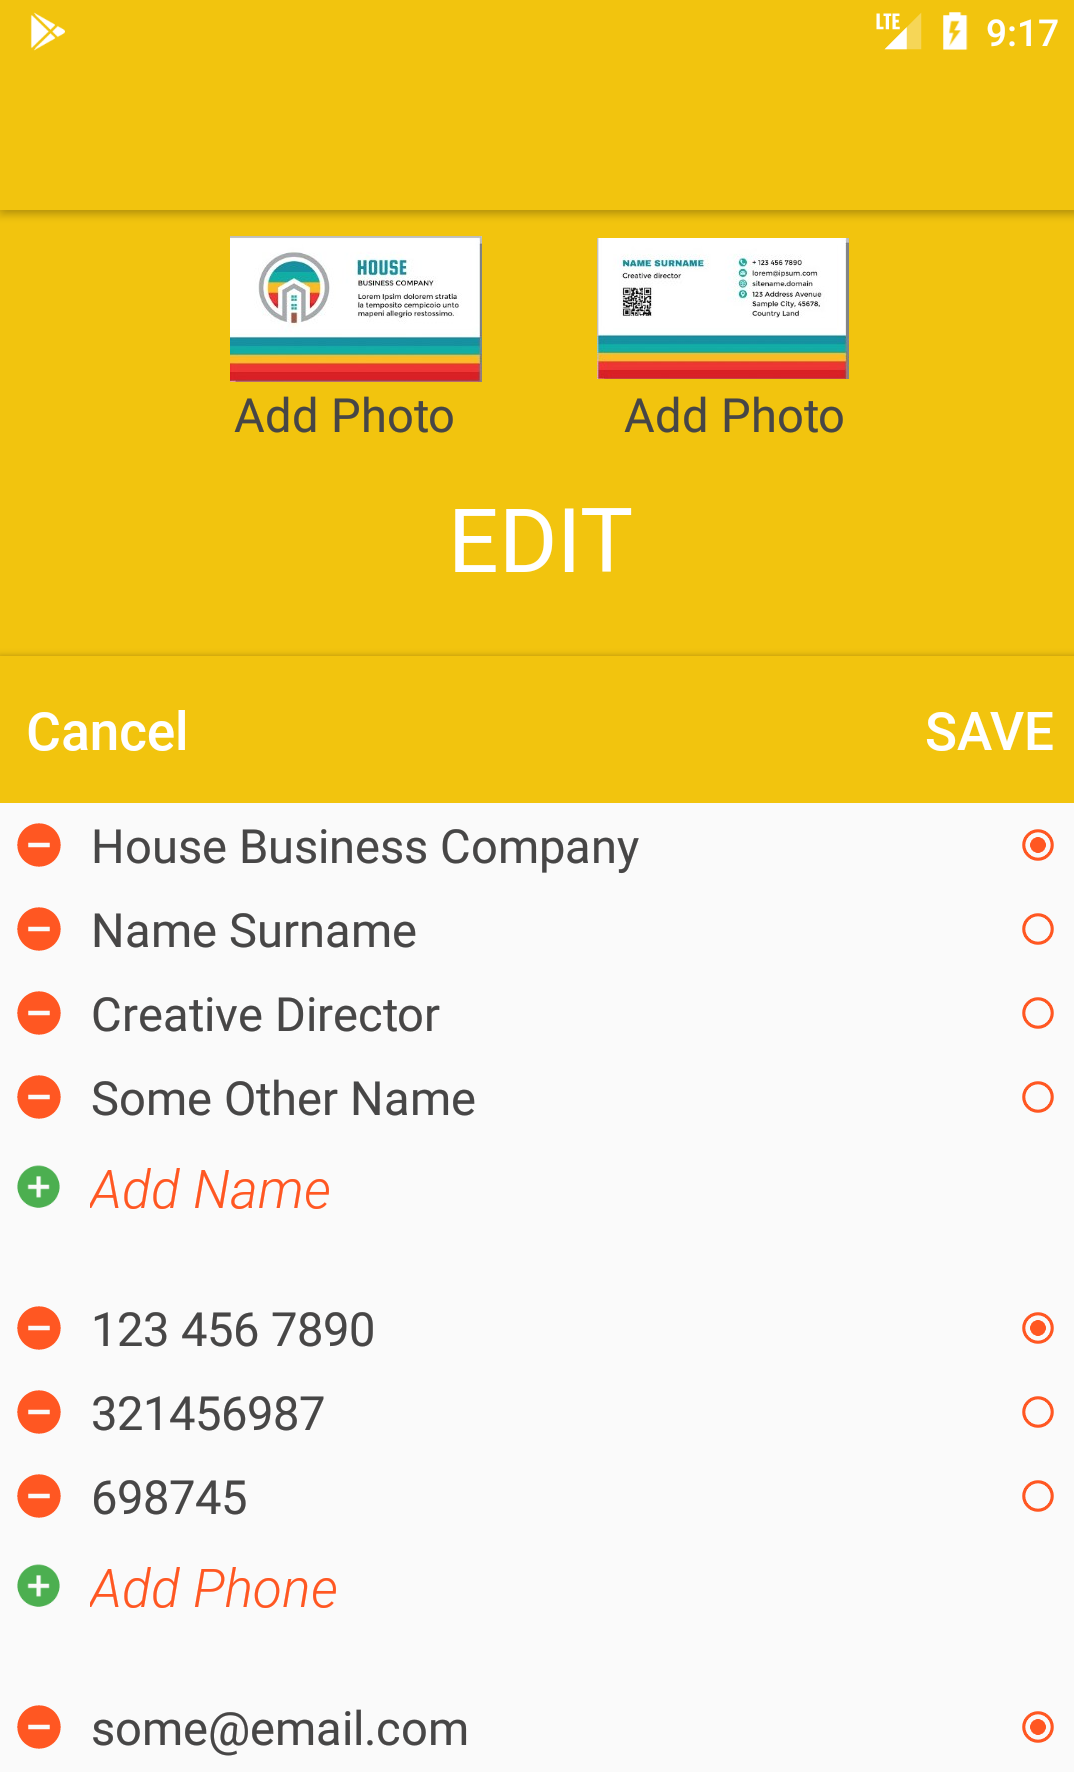 LTE 9:17
HOUSE
BUSINESS COMPANY
Lorem Ipsim dolorem stratia
la temposito cempicoio unto
mapeni allegrio restossimo.
NAME SURNAME
Creative director
+ 123 456 7890
lorem@ipsum.com
sitename.domain
123 Address Avenue
Sample City, 45678,
Country Land
Add Photo
Add Photo
EDIT
Cancel
SAVE
House Business Company
Name Surname
Creative Director
Some Other Name
Add Name
123 456 7890
321456987
698745
Add Phone
some@email.com